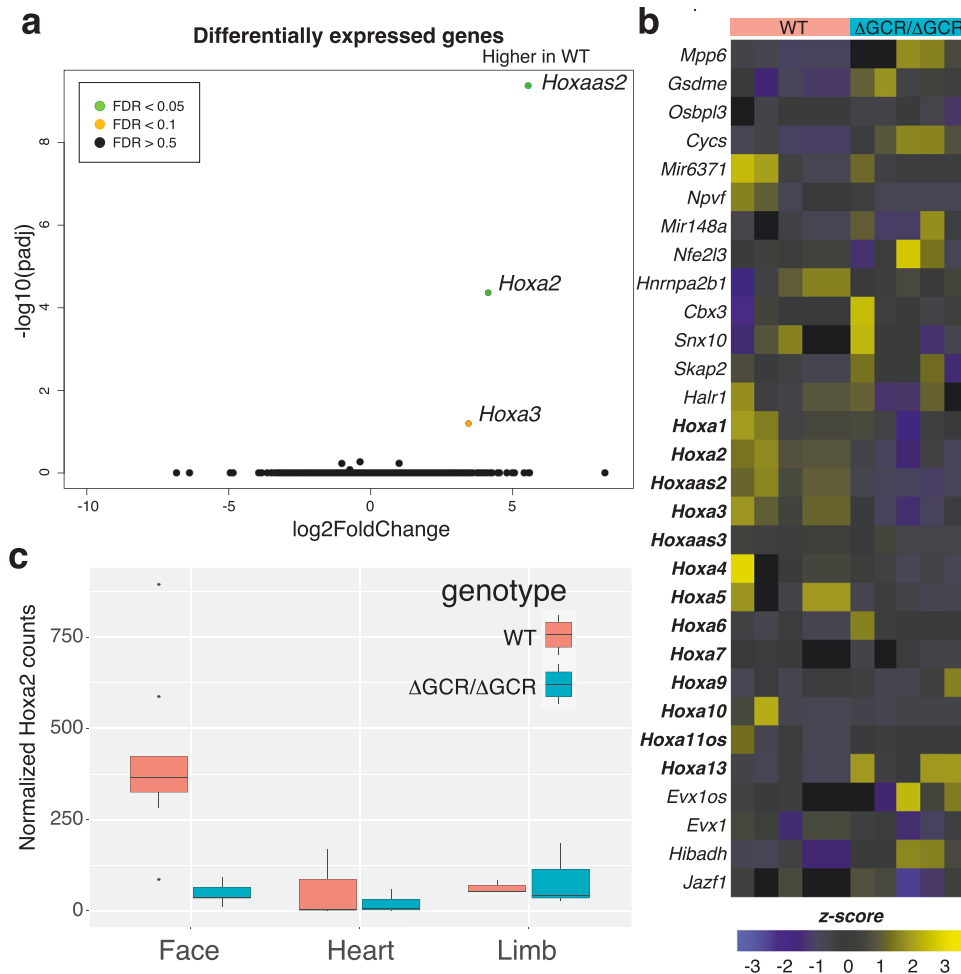 a
Differentially expressed genes
Higher in WT
Hoxaas2
FDR < 0.05
FDR < 0.1
FDR > 0.5
Hoxa2
Hoxa3
-log10(padj)
8
6
4
2
0
-10 -5 0 5
log2FoldChange
b
WT ΔGCR/ΔGCR
Mpp6
Gsdme
Osbpl3
Cycs
Mir6371
Npvf
Mir148a
Nfe2l3
Hnrnpa2b1
Cbx3
Snx10
Skap2
Halr1
Hoxa1
Hoxa2
Hoxaas2
Hoxa3
Hoxaas3
Hoxa4
Hoxa5
Hoxa6
Hoxa7
Hoxa9
Hoxa10
Hoxa11os
Hoxa13
Evx1os
Evx1
Hibadh
Jazf1
z-score
-3 -2 -1 0 1 2 3
c
genotype
WT
ΔGCR/ΔGCR
Normalized Hoxa2 counts
750
500
250
0
Face Heart Limb